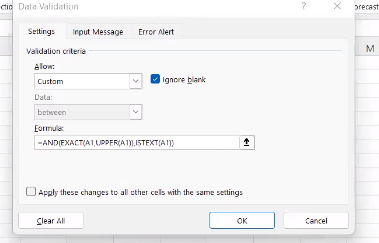 Data Validation
Settings
Input Message
Error Alert
Validation criteria
Allow:
Custom
Ignore blank
Data:
between
Formula:
=AND(EXACT(A1,UPPER(A1)),ISTEXT(A1))
Apply these changes to all other cells with the same settings
Clear All
OK
Cancel
M